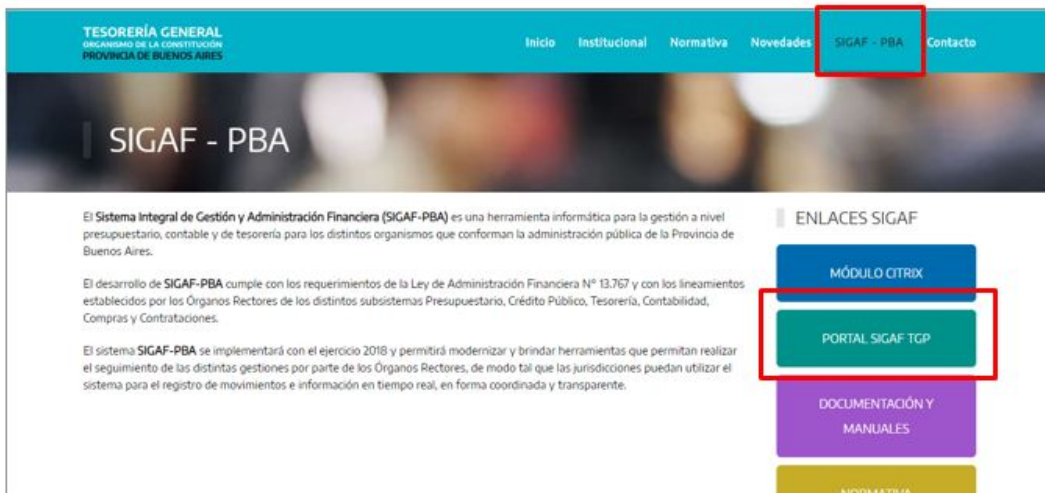 TESORERÍA GENERAL
ORGANISMO DE LA CONSTITUCIÓN
PROVINCIA DE BUENOS AIRES
Inicio Institucional Normativa Novedades SIGAF - PBA Contacto
SIGAF - PBA
El Sistema Integral de Gestión y Administración Financiera (SIGAF-PBA) es una herramienta informática para la gestión a nivel
presupuestario, contable y de tesorería para los distintos organismos que conforman la administración pública de la Provincia de
Buenos Aires.
El desarrollo de SIGAF-PBA cumple con los requerimientos de la Ley de Administración Financiera Nº 13.767 y con los lineamientos
establecidos por los Órganos Rectores de los distintos subsistemas Presupuestario, Crédito Público, Tesorería, Contabilidad,
Compras y Contrataciones.
El sistema SIGAF-PBA se implementará con el ejercicio 2018 y permitirá modernizar y brindar herramientas que permitan realizar
el seguimiento de las distintas gestiones por parte de los Órganos Rectores, de modo tal que las jurisdicciones puedan utilizar el
sistema para el registro de movimientos e información en tiempo real, en forma coordinada y transparente.
ENLACES SIGAF
MÓDULO CITRIX
PORTAL SIGAF TGP
DOCUMENTACIÓN Y
MANUALES
NORMATIVA